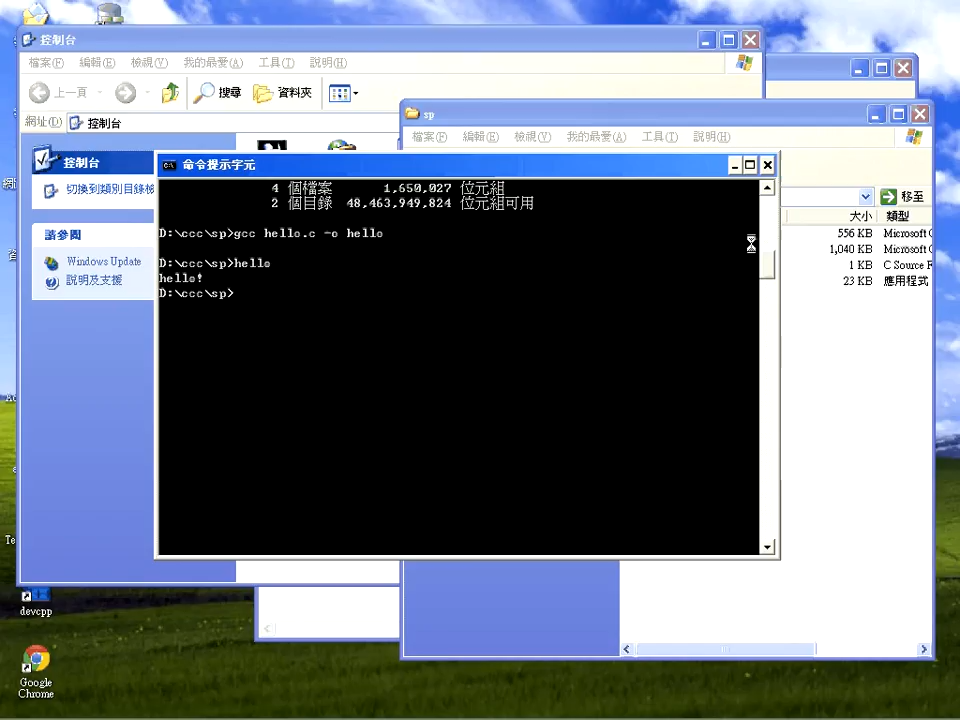 控制台
檔案(F) 編輯(E) 檢視(V) 我的最愛(A) 工具(T) 說明(H)
上一頁 搜尋 資料夾
網址(D) 控制台
控制台
切換到類別目錄檢
請參閱
Windows Update
說明及支援
sp
檔案(F) 編輯(E) 檢視(V) 我的最愛(A) 工具(T) 說明(H)
移至
大小 類型
556 KB Microsoft O
1,040 KB Microsoft O
1 KB C Source F
23 KB 應用程式
命令提示字元
4 個檔案 1,650,027 位元組
2 個目錄 48,463,949,824 位元組可用
D:\ccc\sp>gcc hello.c -o hello
D:\ccc\sp>hello
hello!
D:\ccc\sp>
devcpp
Google
Chrome